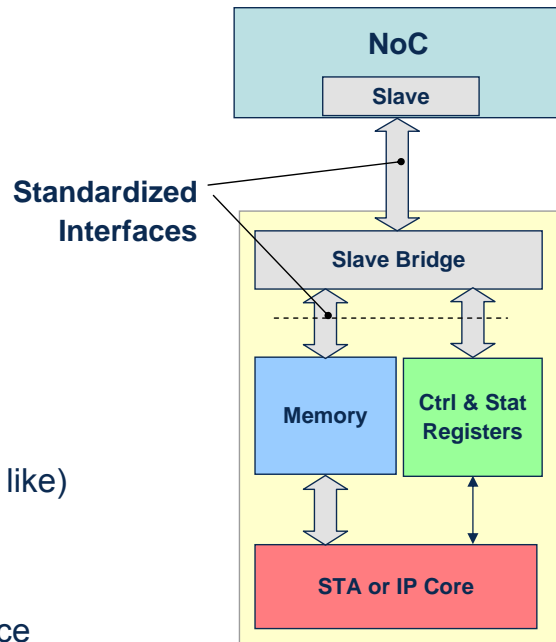 NoC
Slave
Standardized
Interfaces
Slave Bridge
Memory
Ctrl & Stat
Registers
like)
STA or IP Core
ce